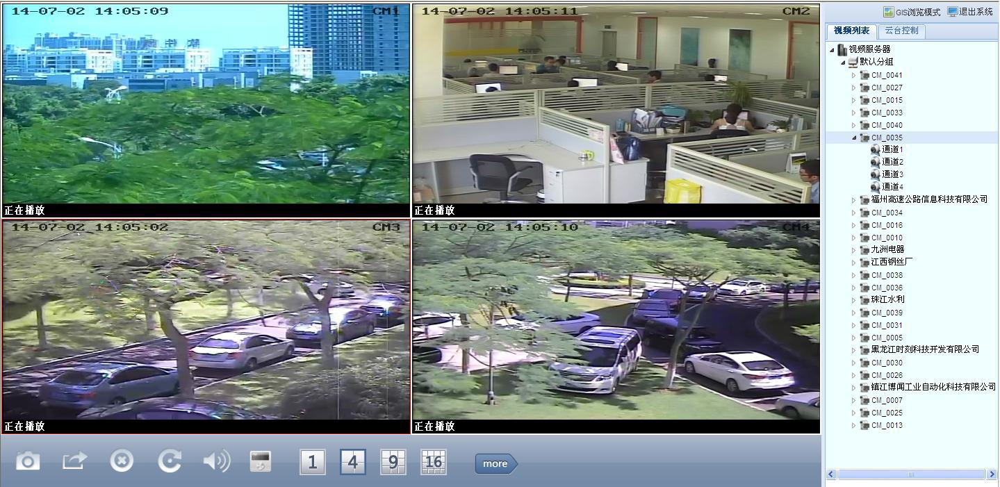 14-07-02 14:05:09 CM1
正在播放
14-07-02 14:05:11 CM2
正在播放
14-07-02 14:05:02 CM3
正在播放
14-07-02 14:05:10 CM4
正在播放
1
4
9
16
more
GIS浏览模式 退出系统
视频列表 云台控制
视频服务器
默认分组
CM_0041
CM_0027
CM_0015
CM_0033
CM_0040
CM_0035
通道1
通道2
通道3
通道4
福州高速公路信息科技有限公司
CM_0034
CM_0016
CM_0010
九洲电器
江西钢丝厂
CM_0038
CM_0036
珠江水利
CM_0039
CM_0031
CM_0005
黑龙江时刻科技开发有限公司
CM_0030
CM_0026
镇江博闻工业自动化科技有限公司
CM_0007
CM_0025
CM_0013